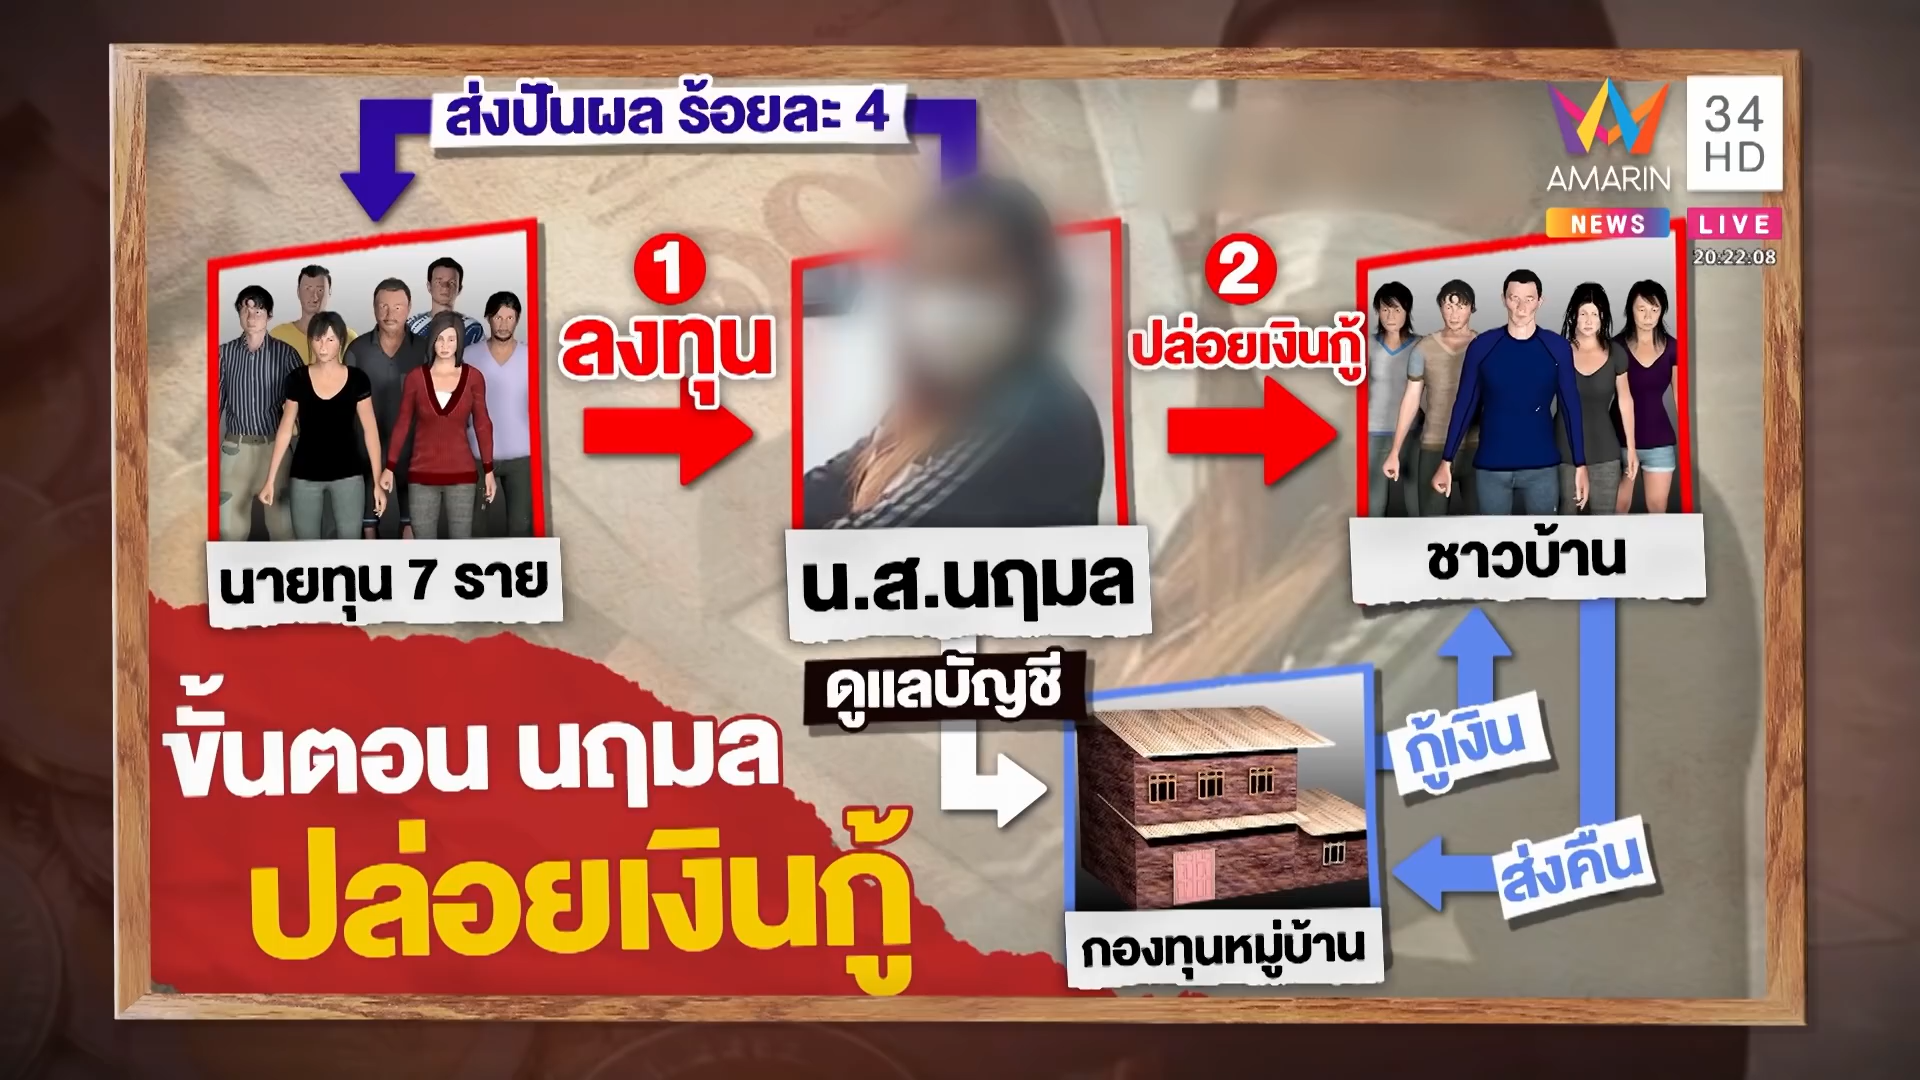 ส่งปันผล ร้อยละ 4
AMARIN
34
HD
NEWS
LIVE
20:22:08
1
ลงทุน
2
ปล่อยเงินกู้
นายทุน 7 ราย
น.ส.นฤมล
ชาวบ้าน
ดูแลบัญชี
กู้เงิน
ส่งคืน
กองทุนหมู่บ้าน
ขั้นตอน นฤมล
ปล่อยเงินกู้